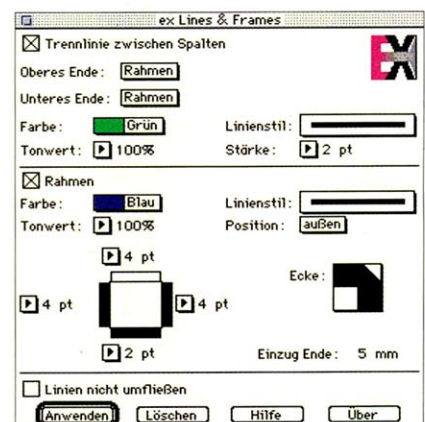 ex Lines & Frames
Trennlinie zwischen Spalten
EX
Oberes Ende: Rahmen
Unteres Ende: Rahmen
Farbe: Grün Linienstil:
Tonwert: 100% Stärke: 2 pt
Rahmen
Farbe: Blau Linienstil:
Tonwert: 100% Position: außen
4 pt
Ecke:
4 pt 4 pt
2 pt Einzug Ende: 5 mm
Linien nicht umfließen
Anwenden Löschen Hilfe Über